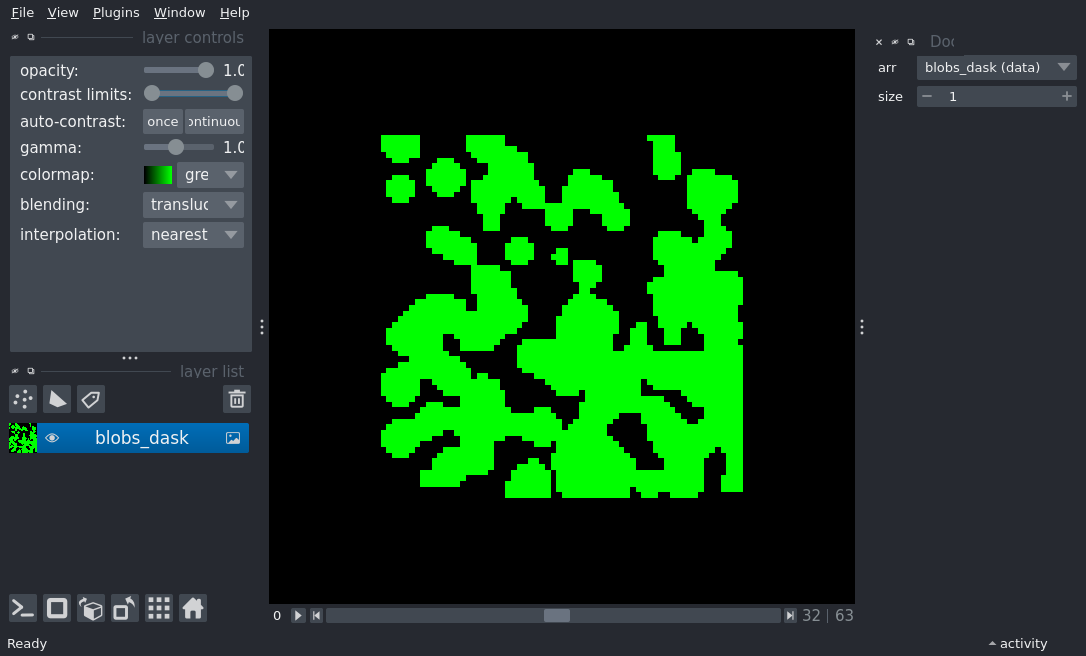 File View Plugins Window Help
layer controls
opacity: 1.0
contrast limits:
auto-contrast: once ontinuou
gamma: 1.0
colormap: gre
blending: transluc
interpolation: nearest
layer list
blobs_dask
Ready
0 32 | 63
Doc
arr blobs_dask (data)
size 1
activity